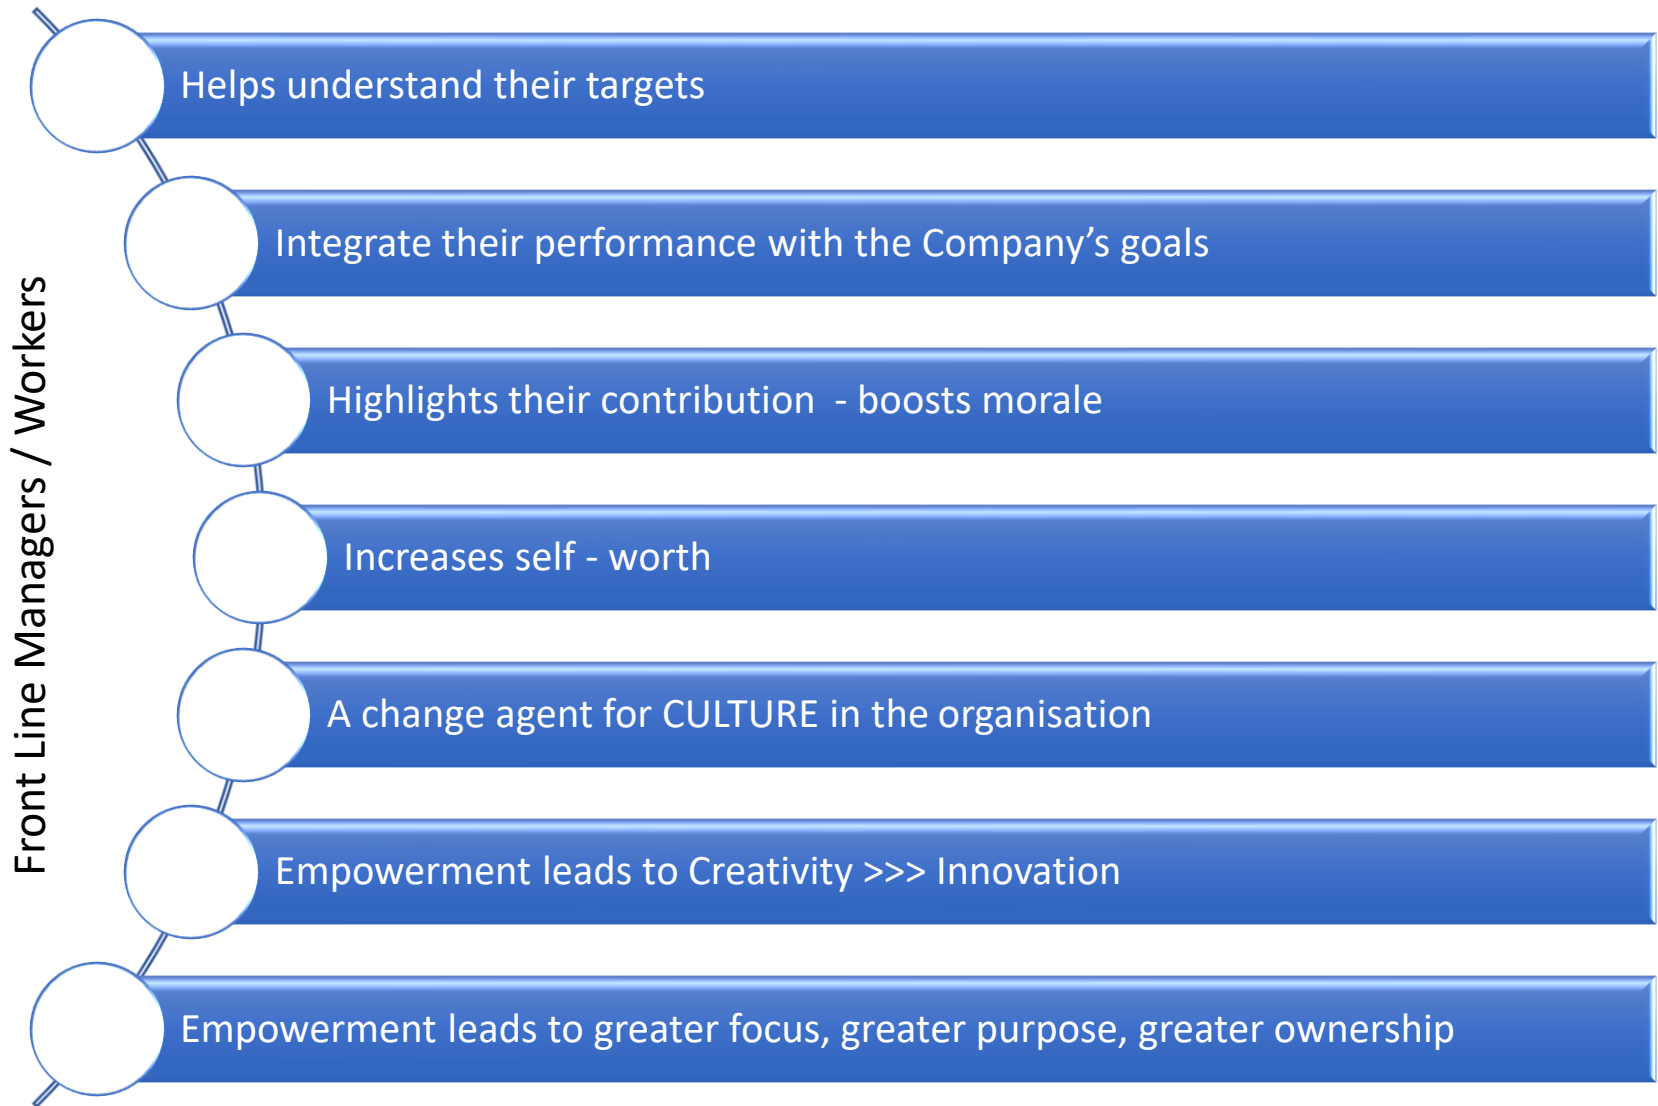 Front Line Managers / Workers
Helps understand their targets
Integrate their performance with the Company’s goals
Highlights their contribution  - boosts morale
Increases self - worth
A change agent for CULTURE in the organisation
Empowerment leads to Creativity >>> Innovation
Empowerment leads to greater focus, greater purpose, greater ownership